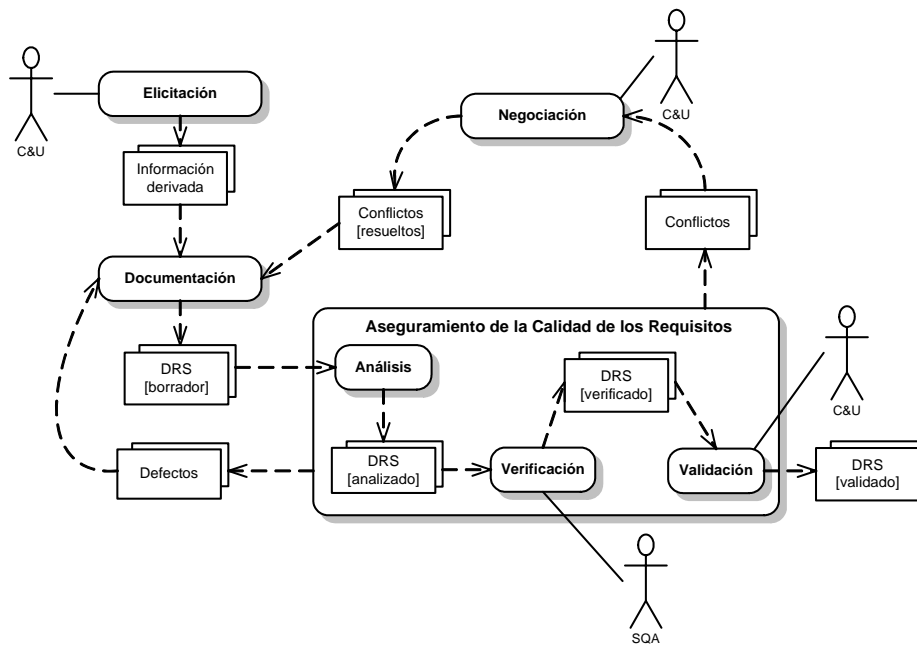 Elicitación
C&U
Información
derivada
Negociación
C&U
Conflictos
[resueltos]
Conflictos
Documentación
Aseguramiento de la Calidad de los Requisitos
DRS
[borrador]
Análisis
DRS
[verificado]
C&U
Defectos
DRS
[analizado]
Verificación
Validación
DRS
[validado]
SQA